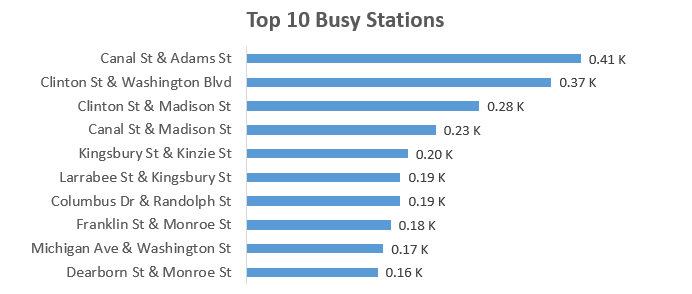 Top 10 Busy Stations
Canal St & Adams St 0.41 K
Clinton St & Washington Blvd 0.37 K
Clinton St & Madison St 0.28 K
Canal St & Madison St 0.23 K
Kingsbury St & Kinzie St 0.20 K
Larrabee St & Kingsbury St 0.19 K
Columbus Dr & Randolph St 0.19 K
Franklin St & Monroe St 0.18 K
Michigan Ave & Washington St 0.17 K
Dearborn St & Monroe St 0.16 K